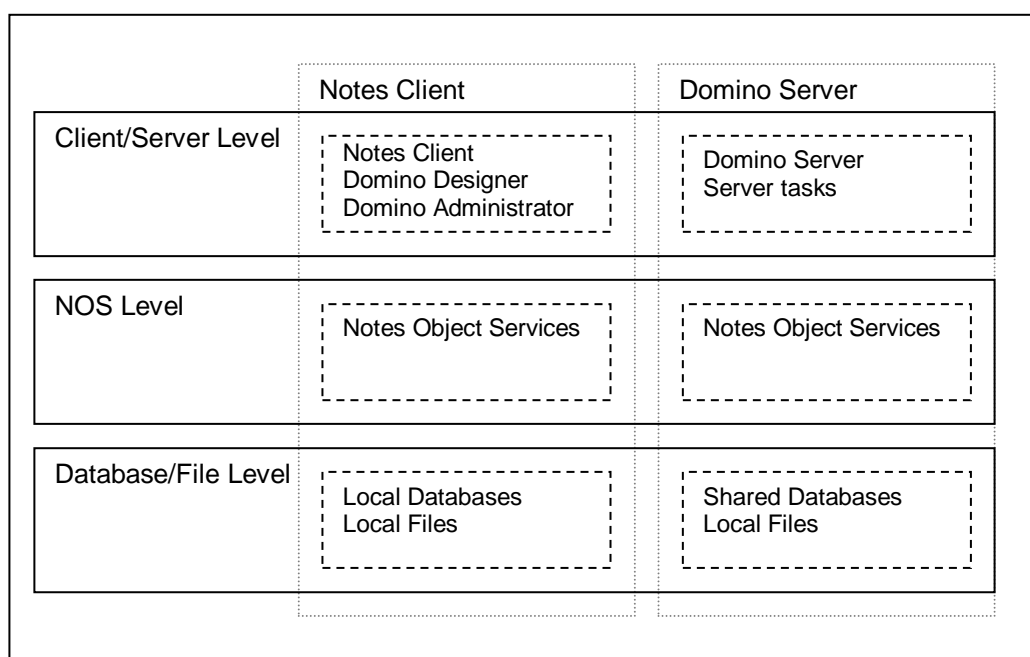 Notes Client
Domino Server
Client/Server Level
Notes Client
Domino Designer
Domino Administrator
Domino Server
Server tasks
NOS Level
Notes Object Services
Notes Object Services
Database/File Level
Local Databases
Local Files
Shared Databases
Local Files